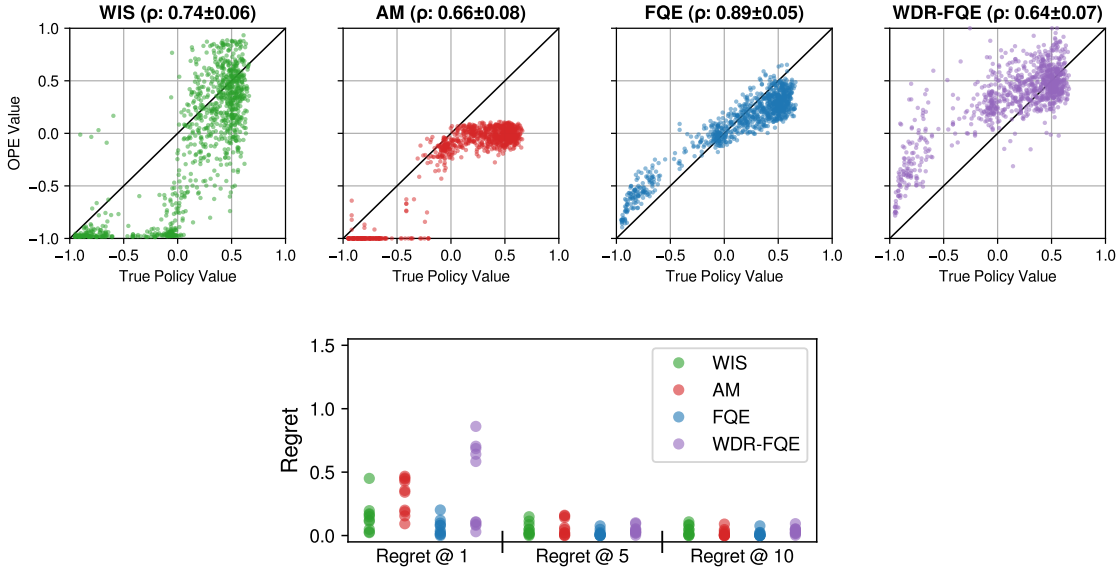 WIS (ρ: 0.74±0.06)
AM (ρ: 0.66±0.08)
FQE (ρ: 0.89±0.05)
WDR-FQE (ρ: 0.64±0.07)
OPE Value
1.0
0.5
0.0
−0.5
−1.0
−1.0 −0.5 0.0 0.5 1.0
−1.0 −0.5 0.0 0.5 1.0
−1.0 −0.5 0.0 0.5 1.0
−1.0 −0.5 0.0 0.5 1.0
True Policy Value
True Policy Value
True Policy Value
True Policy Value
Regret
1.5
1.0
0.5
0.0
WIS
AM
FQE
WDR-FQE
Regret @ 1
Regret @ 5
Regret @ 10